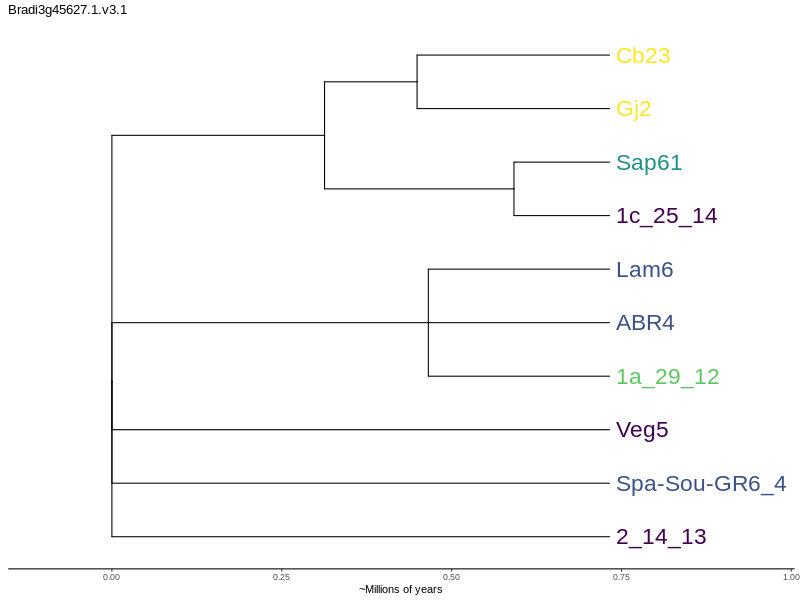 Bradi3g45627.1.v3.1
Cb23
Gj2
Sap61
1c_25_14
Lam6
ABR4
1a_29_12
Veg5
Spa-Sou-GR6_4
2_14_13
0.00 0.25 0.50 0.75 1.00
~Millions of years